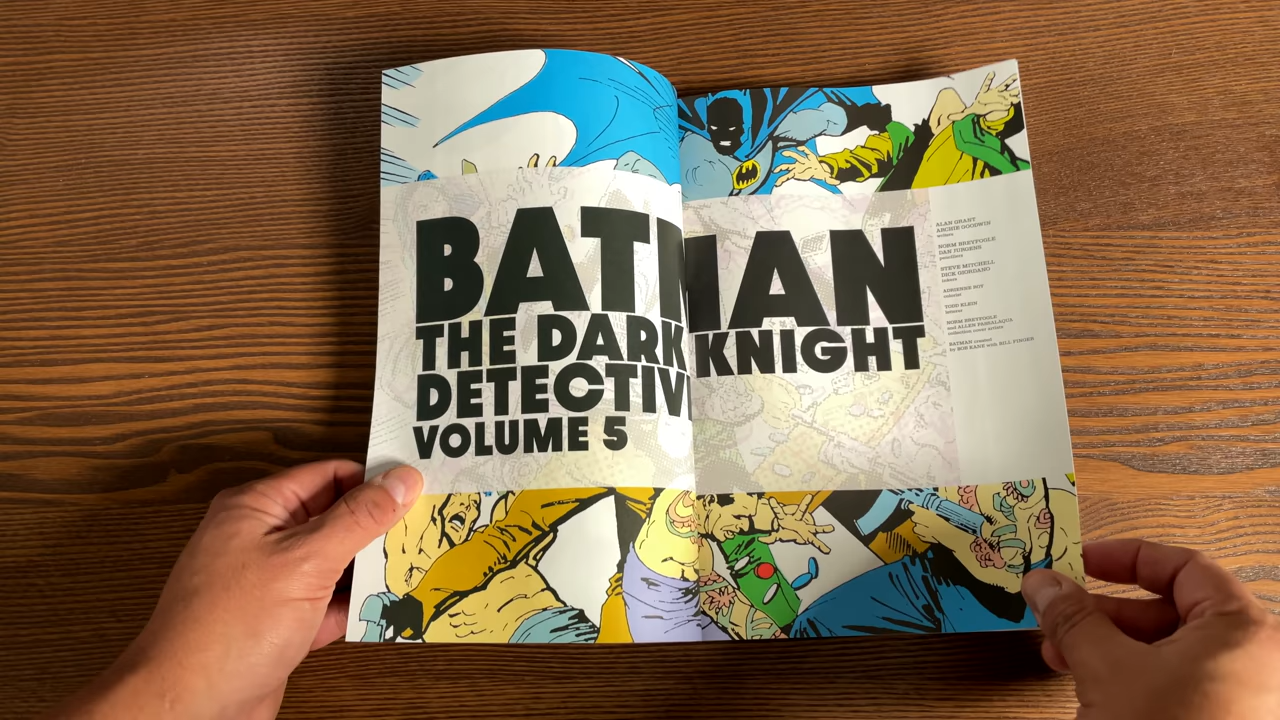 BATMAN
THE DARK KNIGHT
DETECTIVE
VOLUME 5
ALAN GRANT
ARCHIE GOODWIN
writers
NORM BREYFOGLE
DAN JURGENS
pencillers
STEVE MITCHELL
DICK GIORDANO
inkers
ADRIENNE ROY
colorist
TODD KLEIN
letterer
NORM BREYFOGLE
and ALLEN PASSALAQUA
collection cover artists
BATMAN created
by BOB KANE with BILL FINGER